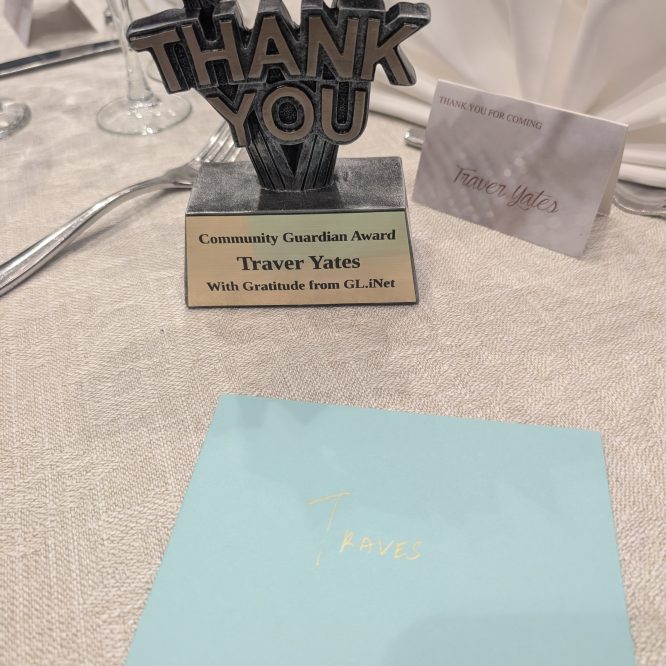 THANK
YOU
Community Guardian Award
Traver Yates
With Gratitude from GL.iNet
THANK YOU FOR COMING
Traver Yates
TRAVES